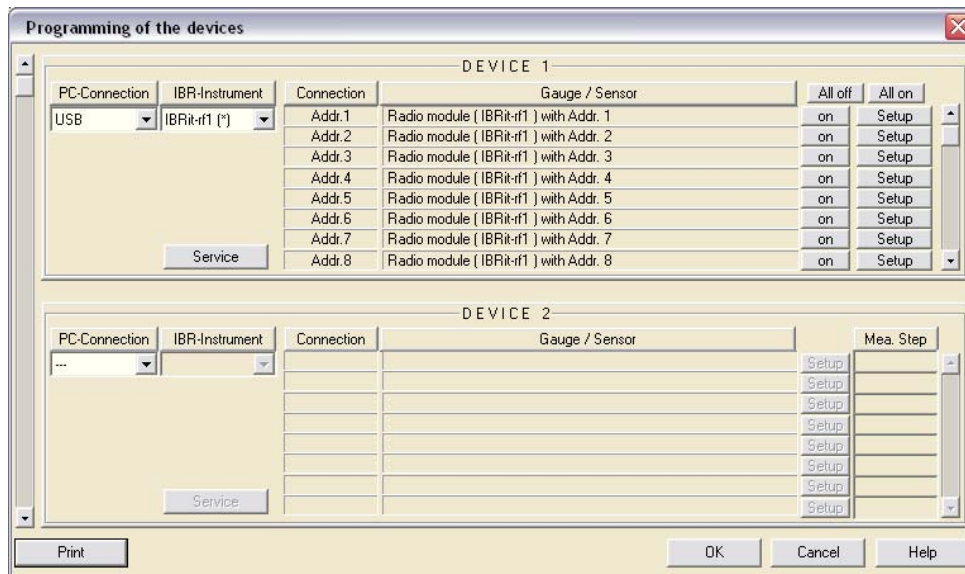 Programming of the devices
DEVICE 1
PC-Connection IBR-Instrument Connection Gauge / Sensor All off All on
USB IBRit-rf1 (*) Addr.1 Radio module ( IBRit-rf1 ) with Addr. 1 on Setup
Addr.2 Radio module ( IBRit-rf1 ) with Addr. 2 on Setup
Addr.3 Radio module ( IBRit-rf1 ) with Addr. 3 on Setup
Addr.4 Radio module ( IBRit-rf1 ) with Addr. 4 on Setup
Addr.5 Radio module ( IBRit-rf1 ) with Addr. 5 on Setup
Addr.6 Radio module ( IBRit-rf1 ) with Addr. 6 on Setup
Addr.7 Radio module ( IBRit-rf1 ) with Addr. 7 on Setup
Service Addr.8 Radio module ( IBRit-rf1 ) with Addr. 8 on Setup
DEVICE 2
PC-Connection IBR-Instrument Connection Gauge / Sensor Mea. Step
--- Setup
Setup
Setup
Setup
Setup
Setup
Service Setup
Setup
Print OK Cancel Help